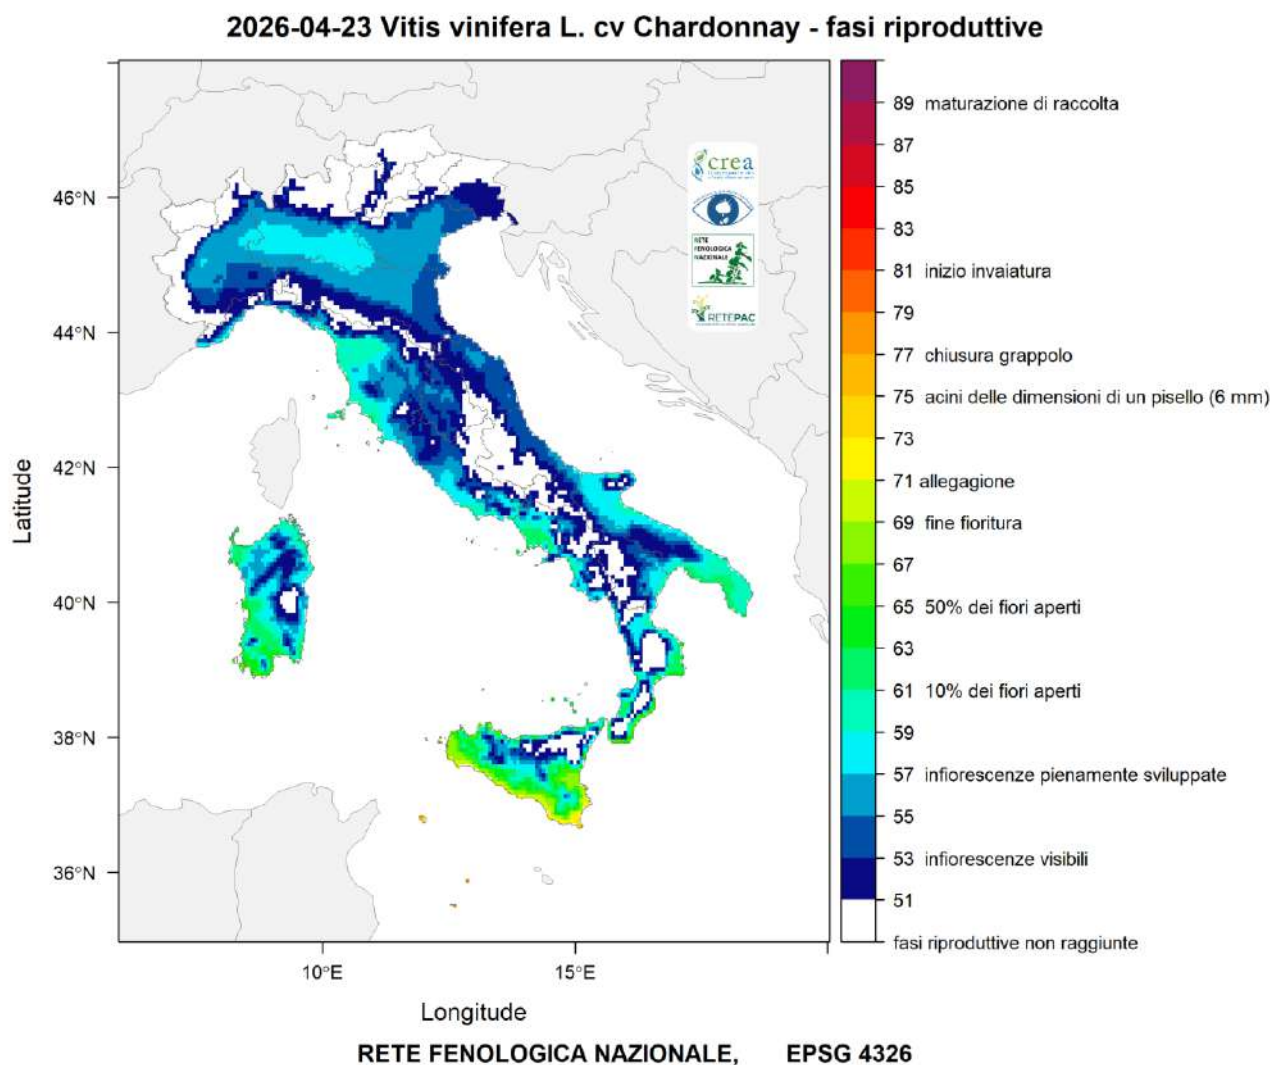 2026-04-23 Vitis vinifera L. cv Chardonnay - fasi riproduttive
46°N
44°N
42°N
40°N
38°N
36°N
Latitude
10°E
15°E
Longitude
crea
RETE
FENOLOGICA
NAZIONALE
RETEPAC
89 maturazione di raccolta
87
85
83
81 inizio invaiatura
79
77 chiusura grappolo
75 acini delle dimensioni di un pisello (6 mm)
73
71 allegagione
69 fine fioritura
67
65 50% dei fiori aperti
63
61 10% dei fiori aperti
59
57 infiorescenze pienamente sviluppate
55
53 infiorescenze visibili
51
fasi riproduttive non raggiunte
RETE FENOLOGICA NAZIONALE, EPSG 4326